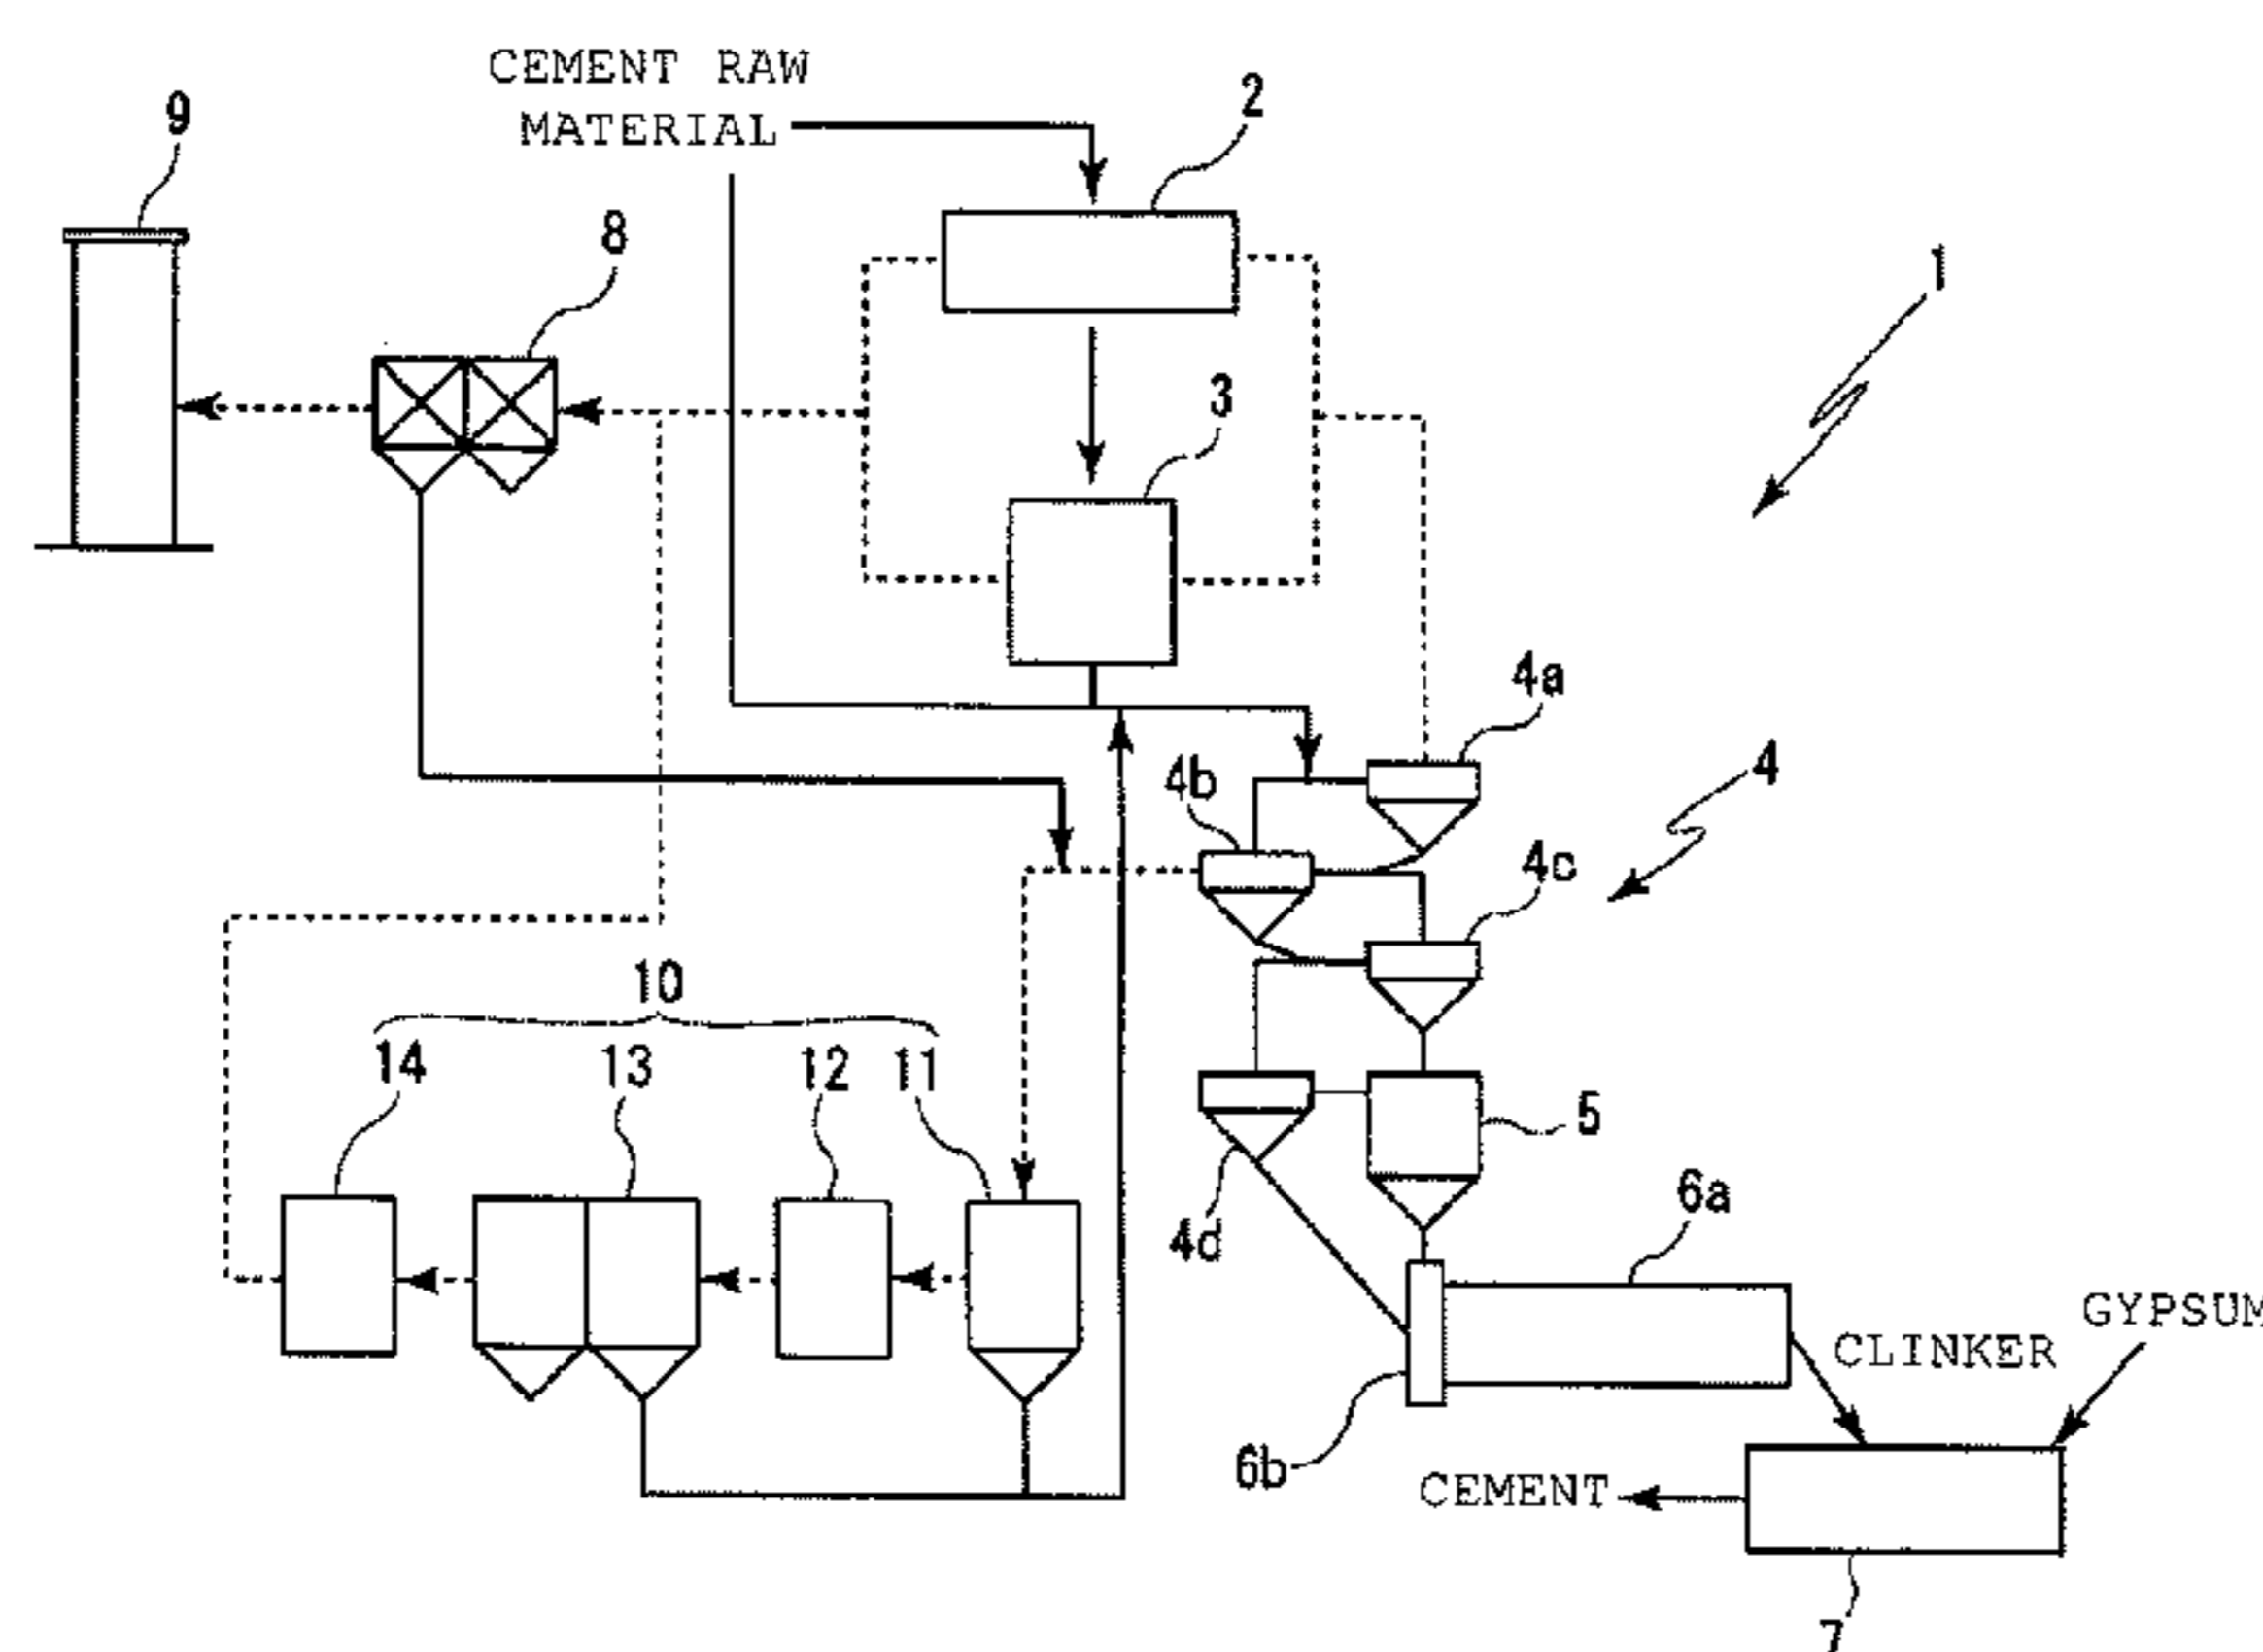 CEMENT RAW
MATERIAL
2
9
8
1
3
4a
4b
4
4c
10
14
13
12
11
5
4d
6a
GYPSUM
CLINKER
6b
CEMENT
7